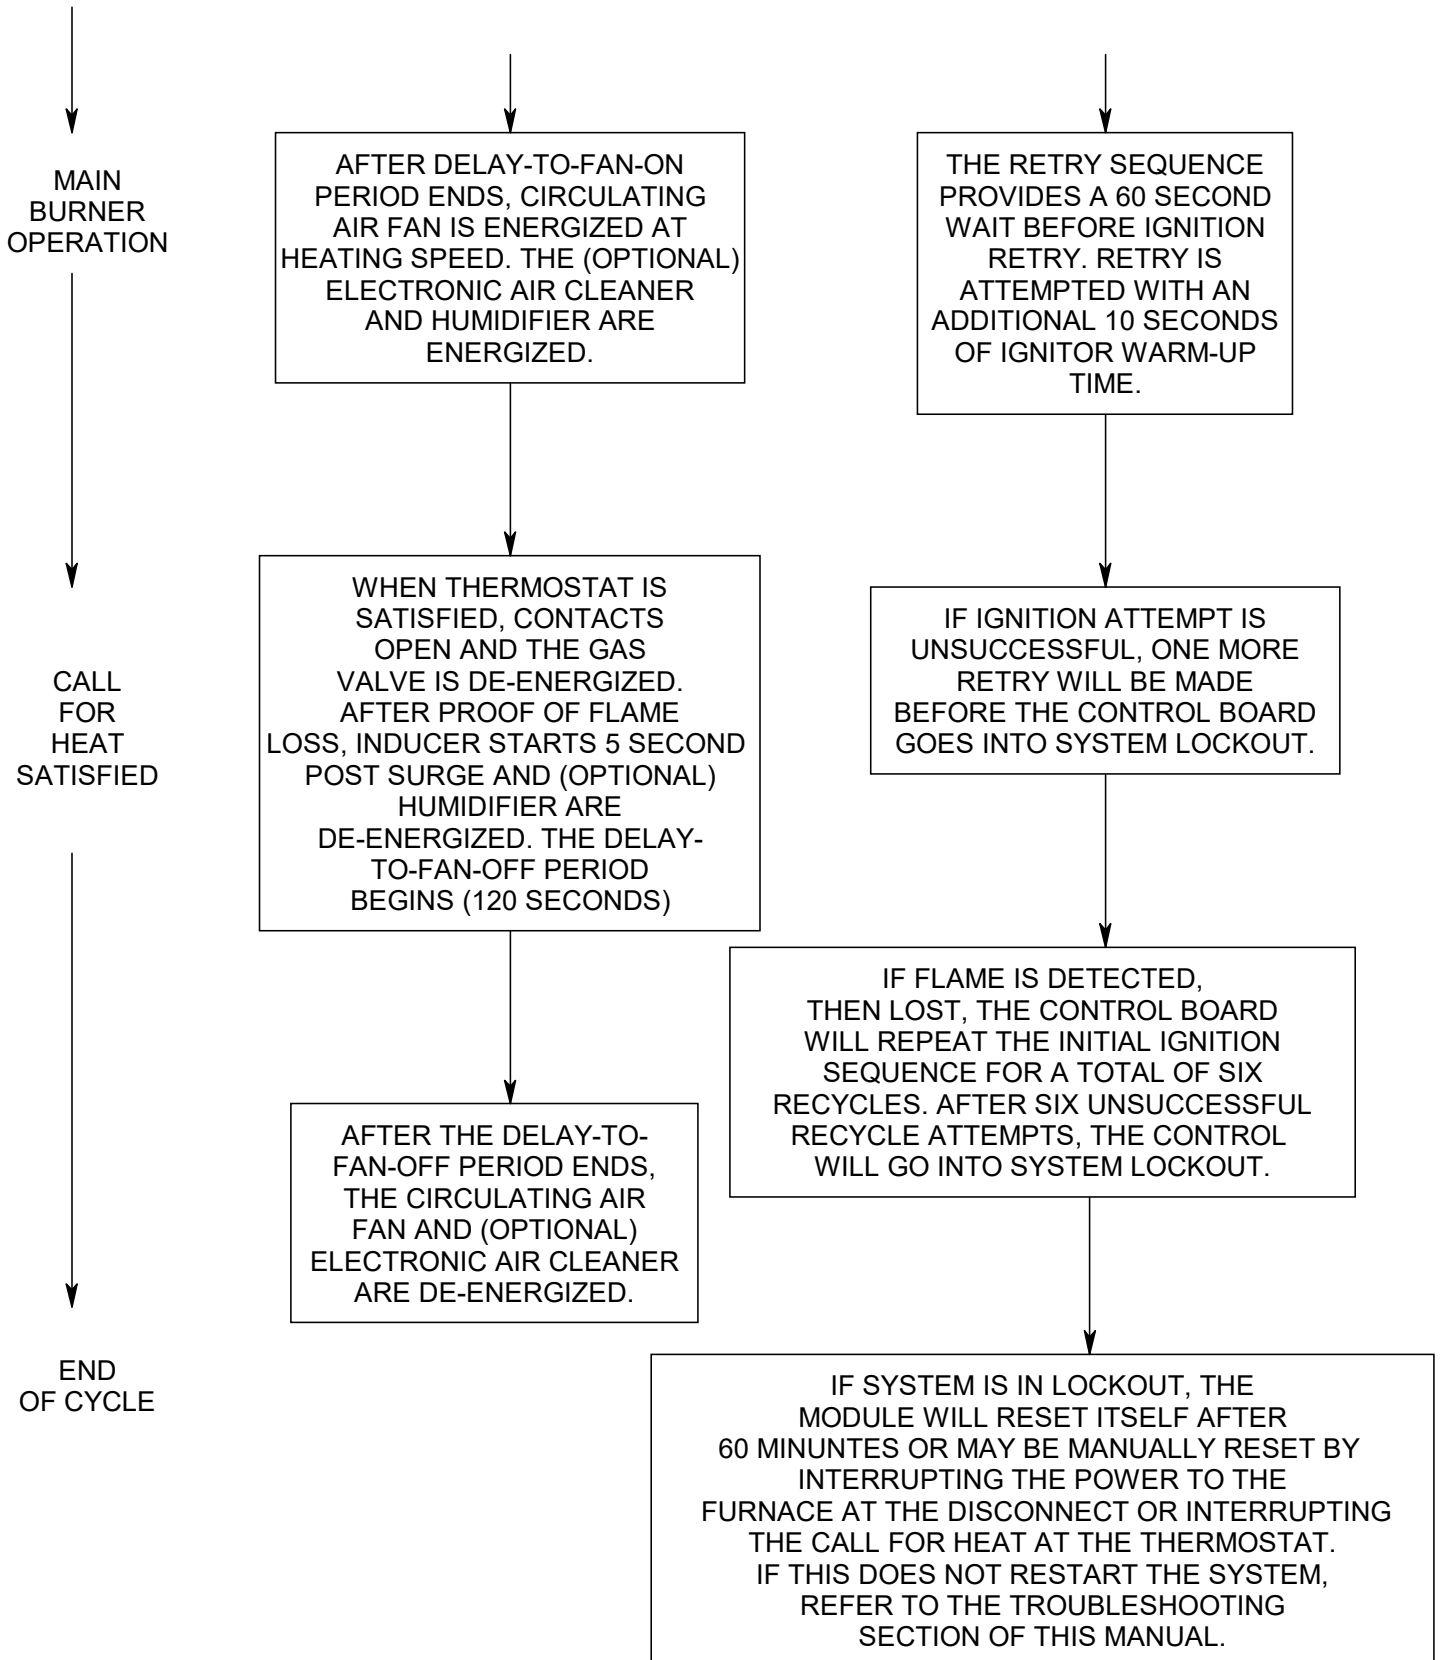 MAIN
BURNER
OPERATION
CALL
FOR
HEAT
SATISFIED
END
OF CYCLE
AFTER DELAY-TO-FAN-ON
PERIOD ENDS, CIRCULATING
AIR FAN IS ENERGIZED AT
HEATING SPEED. THE (OPTIONAL)
ELECTRONIC AIR CLEANER
AND HUMIDIFIER ARE
ENERGIZED.
WHEN THERMOSTAT IS
SATISFIED, CONTACTS
OPEN AND THE GAS
VALVE IS DE-ENERGIZED.
AFTER PROOF OF FLAME
LOSS, INDUCER STARTS 5 SECOND
POST SURGE AND (OPTIONAL)
HUMIDIFIER ARE
DE-ENERGIZED. THE DELAY-
TO-FAN-OFF PERIOD
BEGINS (120 SECONDS)
AFTER THE DELAY-TO-
FAN-OFF PERIOD ENDS,
THE CIRCULATING AIR
FAN AND (OPTIONAL)
ELECTRONIC AIR CLEANER
ARE DE-ENERGIZED.
THE RETRY SEQUENCE
PROVIDES A 60 SECOND
WAIT BEFORE IGNITION
RETRY. RETRY IS
ATTEMPTED WITH AN
ADDITIONAL 10 SECONDS
OF IGNITOR WARM-UP
TIME.
IF IGNITION ATTEMPT IS
UNSUCCESSFUL, ONE MORE
RETRY WILL BE MADE
BEFORE THE CONTROL BOARD
GOES INTO SYSTEM LOCKOUT.
IF FLAME IS DETECTED,
THEN LOST, THE CONTROL BOARD
WILL REPEAT THE INITIAL IGNITION
SEQUENCE FOR A TOTAL OF SIX
RECYCLES. AFTER SIX UNSUCCESSFUL
RECYCLE ATTEMPTS, THE CONTROL
WILL GO INTO SYSTEM LOCKOUT.
IF SYSTEM IS IN LOCKOUT, THE
MODULE WILL RESET ITSELF AFTER
60 MINUNTES OR MAY BE MANUALLY RESET BY
INTERRUPTING THE POWER TO THE
FURNACE AT THE DISCONNECT OR INTERRUPTING
THE CALL FOR HEAT AT THE THERMOSTAT.
IF THIS DOES NOT RESTART THE SYSTEM,
REFER TO THE TROUBLESHOOTING
SECTION OF THIS MANUAL.